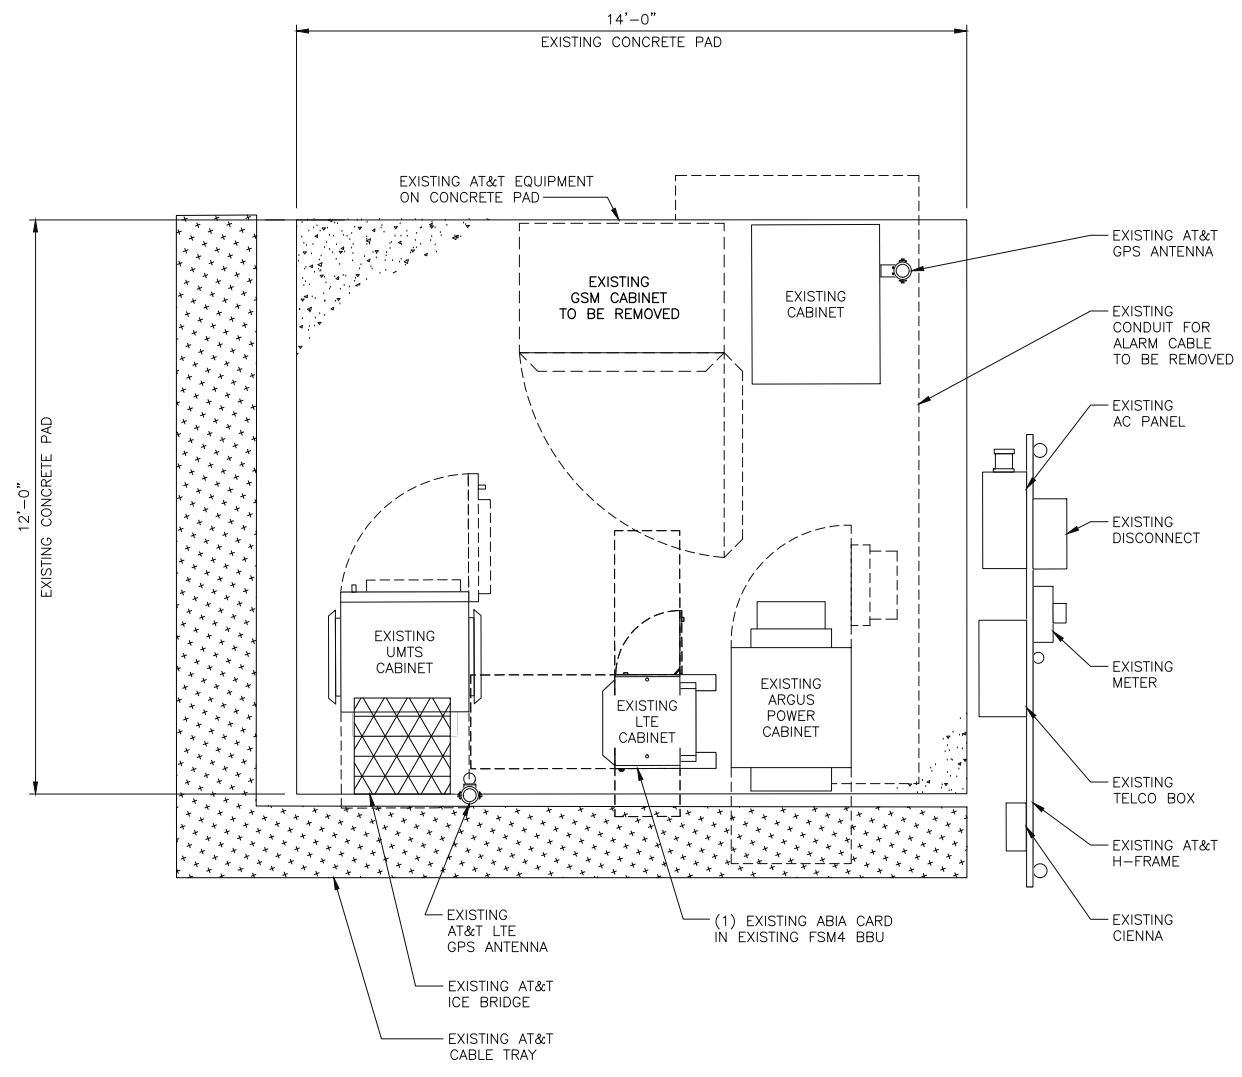 14'-0"
EXISTING CONCRETE PAD
EXISTING AT&T EQUIPMENT
ON CONCRETE PAD
EXISTING AT&T
GPS ANTENNA
EXISTING
GSM CABINET
TO BE REMOVED
EXISTING
CABINET
EXISTING
CONDUIT FOR
ALARM CABLE
TO BE REMOVED
EXISTING
AC PANEL
12'-0"
EXISTING CONCRETE PAD
EXISTING
DISCONNECT
EXISTING
UMTS
CABINET
EXISTING
LTE
CABINET
EXISTING
ARGUS
POWER
CABINET
EXISTING
METER
EXISTING
TELCO BOX
EXISTING AT&T
H-FRAME
EXISTING
CIENNA
EXISTING
AT&T LTE
GPS ANTENNA
(1) EXISTING ABIA CARD
IN EXISTING FSM4 BBU
EXISTING AT&T
ICE BRIDGE
EXISTING AT&T
CABLE TRAY